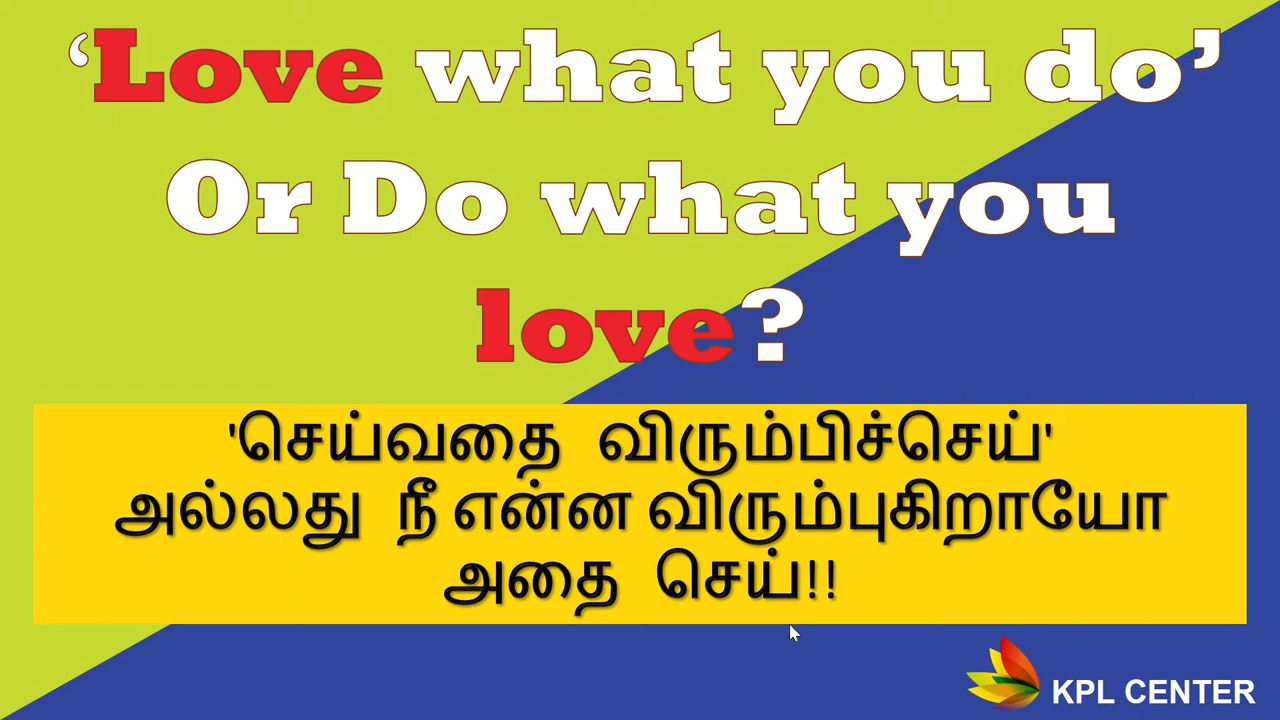 ‘Love what you do’
Or Do what you
love?
'செய்வதை விரும்பிச்செய்'
அல்லது நீ என்ன விரும்புகிறாயோ
அதை செய்!!
KPL CENTER